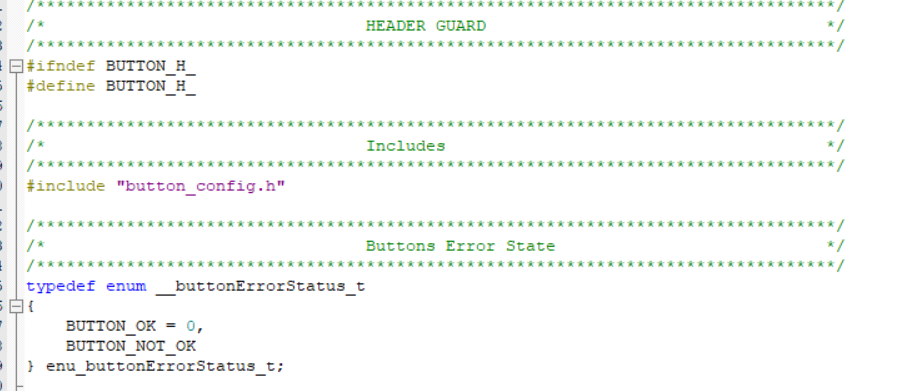 /********************************************************************************/
/* HEADER GUARD */
/********************************************************************************/
#ifndef BUTTON_H_
#define BUTTON_H_
/********************************************************************************/
/* Includes */
/********************************************************************************/
#include "button_config.h"
/********************************************************************************/
/* Buttons Error State */
/********************************************************************************/
typedef enum __buttonErrorStatus_t
{
BUTTON_OK = 0,
BUTTON_NOT_OK
} enu_buttonErrorStatus_t;